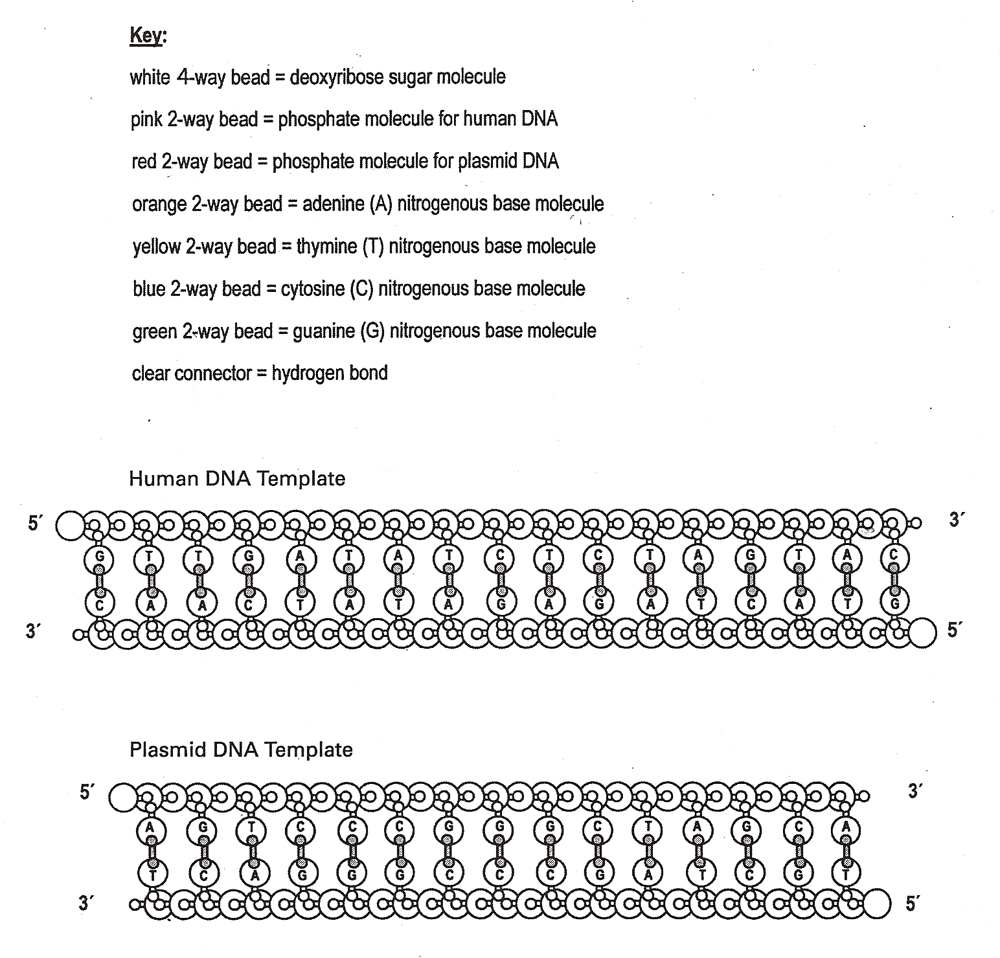 Key:
white 4-way bead = deoxyribose sugar molecule
pink 2-way bead = phosphate molecule for human DNA
red 2-way bead = phosphate molecule for plasmid DNA
orange 2-way bead = adenine (A) nitrogenous base molecule
yellow 2-way bead = thymine (T) nitrogenous base molecule
blue 2-way bead = cytosine (C) nitrogenous base molecule
green 2-way bead = guanine (G) nitrogenous base molecule
clear connector = hydrogen bond
Human DNA Template
5′ 3′
G T T G A T A T C T C T A G T A C
C A A C T A T A G A G A T C A T G
3′ 5′
Plasmid DNA Template
5′ 3′
A G T C C C G G G C T A G C A
T C A G G G C C C G A T C G T
3′ 5′